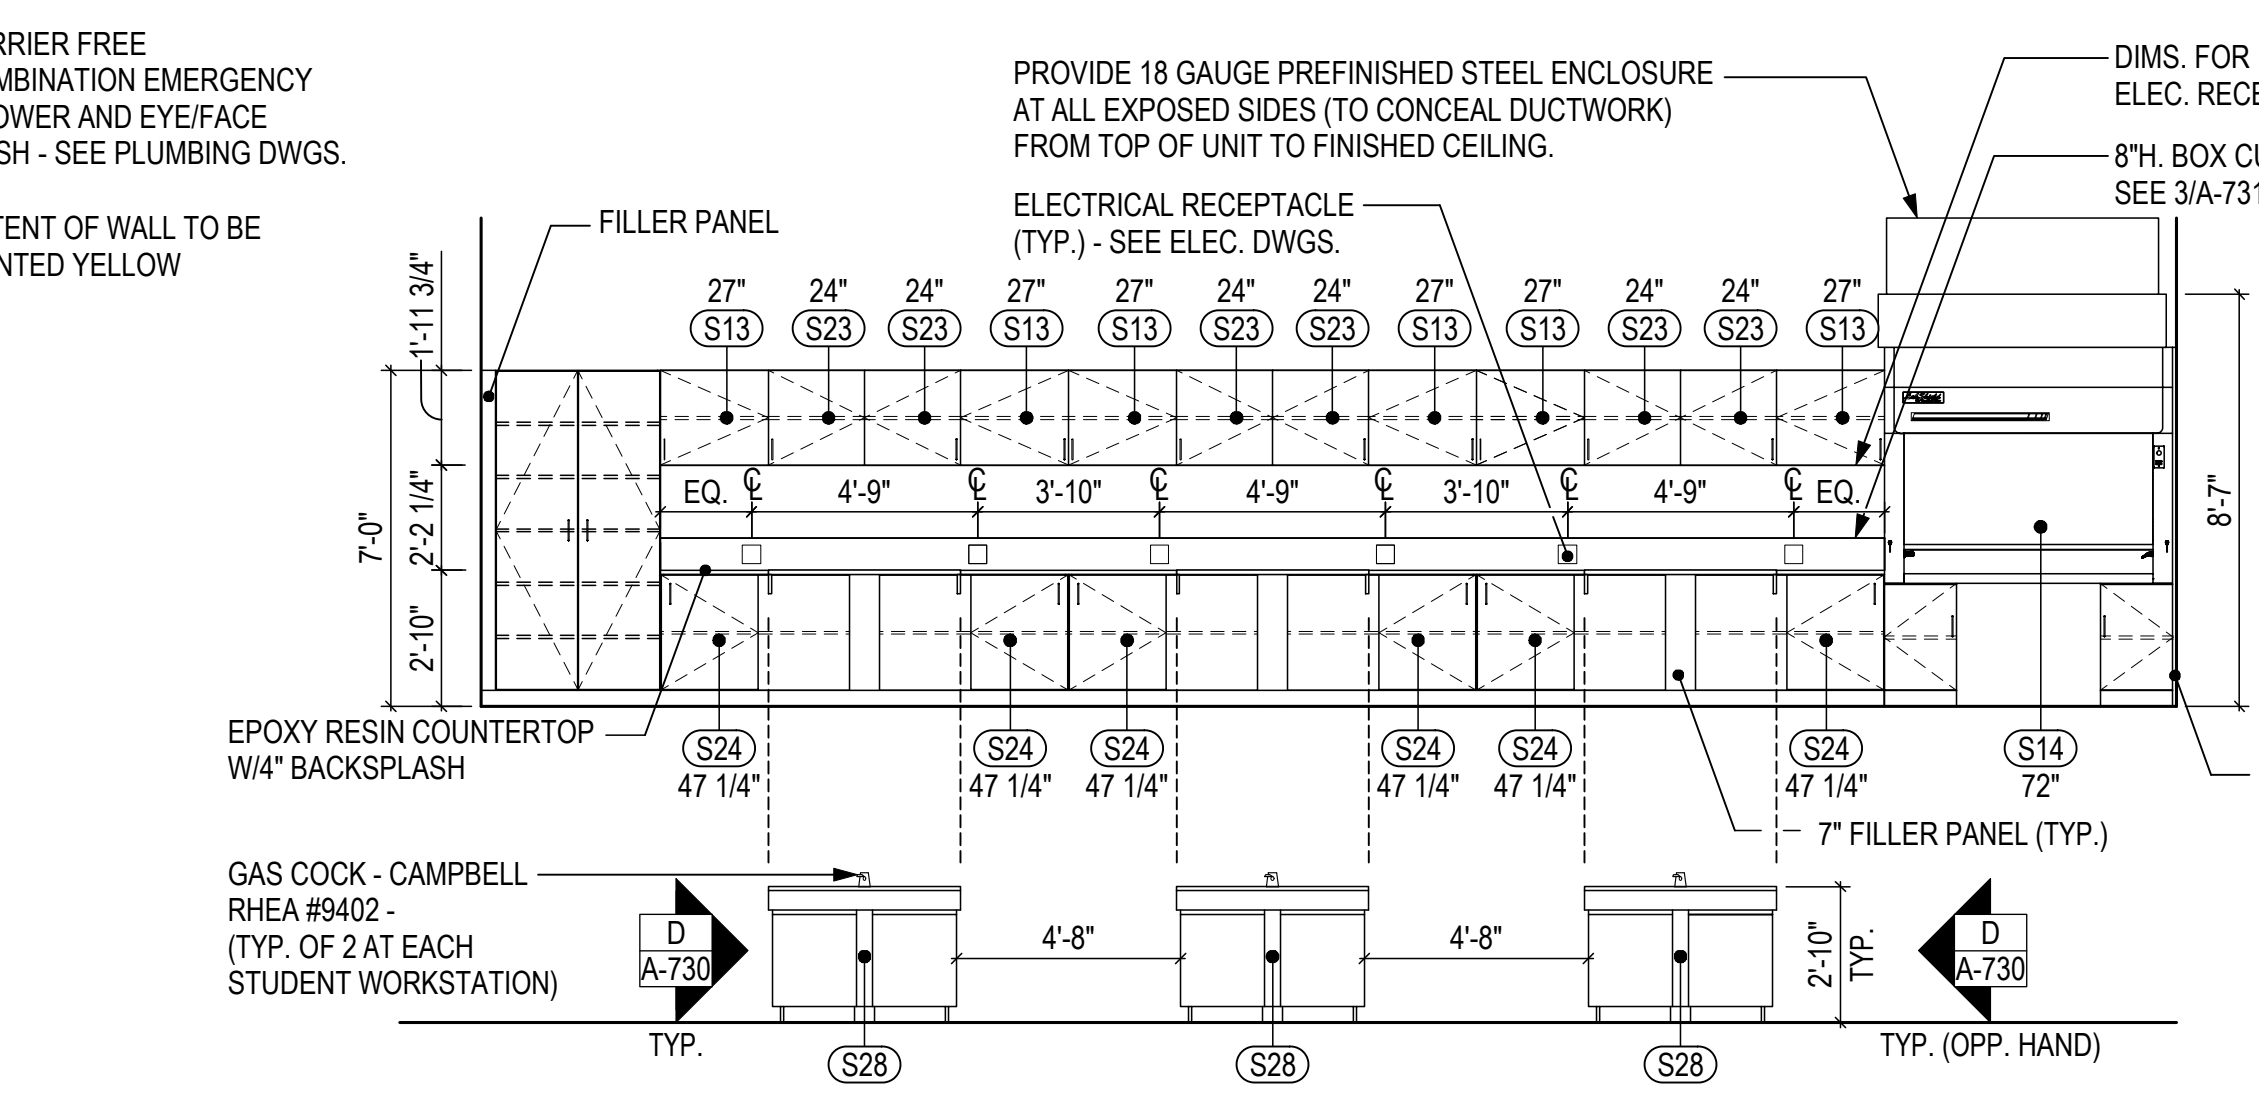 RRIER FREE
MBINATION EMERGENCY
OWER AND EYE/FACE
SH - SEE PLUMBING DWGS.
TENT OF WALL TO BE
NTED YELLOW
FILLER PANEL
PROVIDE 18 GAUGE PREFINISHED STEEL ENCLOSURE
AT ALL EXPOSED SIDES (TO CONCEAL DUCTWORK)
FROM TOP OF UNIT TO FINISHED CEILING.
ELECTRICAL RECEPTACLE
(TYP.) - SEE ELEC. DWGS.
DIMS. FOR
ELEC. RECE
8"H. BOX CU
SEE 3/A-731
27" 24" 24" 27" 27" 24" 24" 27" 27" 24" 24" 27"
S13 S23 S23 S13 S13 S23 S23 S13 S13 S23 S23 S13
1'-11 3/4"
2'-2 1/4"
7'-0"
2'-10"
8'-7"
EQ. ℄ 4'-9" ℄ 3'-10" ℄ 4'-9" ℄ 3'-10" ℄ 4'-9" ℄ EQ.
EPOXY RESIN COUNTERTOP
W/4" BACKSPLASH
S24 S24 S24 S24 S24 S24 S14
47 1/4" 47 1/4" 47 1/4" 47 1/4" 47 1/4" 47 1/4" 72"
7" FILLER PANEL (TYP.)
GAS COCK - CAMPBELL
RHEA #9402 -
(TYP. OF 2 AT EACH
STUDENT WORKSTATION)
D
A-730
TYP.
4'-8" 4'-8"
2'-10"
TYP.
D
A-730
TYP. (OPP. HAND)
S28 S28 S28